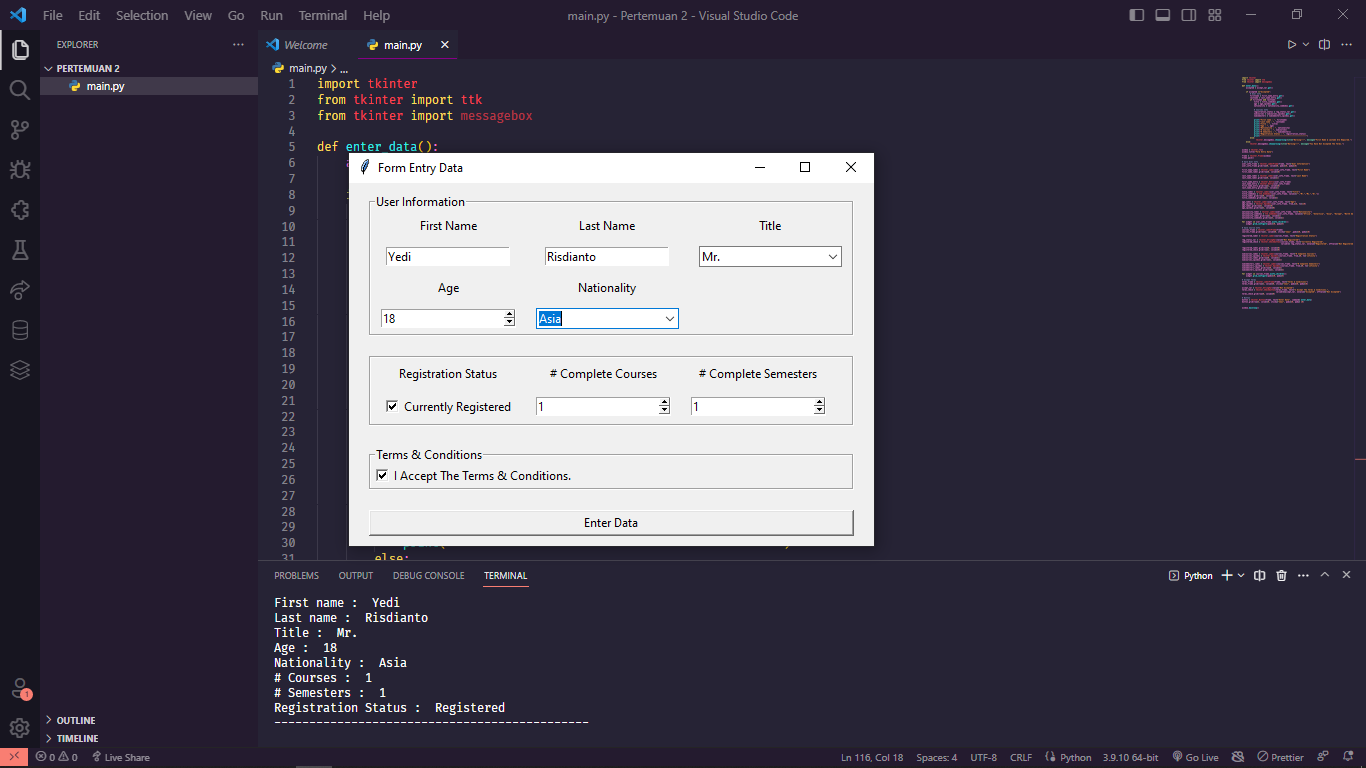 File Edit Selection View Go Run Terminal Help main.py - Pertemuan 2 - Visual Studio Code
EXPLORER
PERTEMUAN 2
main.py
Welcome main.py
main.py > ...
1 import tkinter
2 from tkinter import ttk
3 from tkinter import messagebox
4
5 def enter_data():
6
7
8
9
10
11
12
13
14
15
16
17
18
19
20
21
22
23
24
25
26
27
28
29
30
31 else:
Form Entry Data
User Information
First Name Last Name Title
Yedi Risdianto Mr.
Age Nationality
18 Asia
Registration Status # Complete Courses # Complete Semesters
Currently Registered 1 1
Terms & Conditions
I Accept The Terms & Conditions.
Enter Data
PROBLEMS OUTPUT DEBUG CONSOLE TERMINAL Python
First name :  Yedi
Last name :  Risdianto
Title :  Mr.
Age :  18
Nationality :  Asia
# Courses :  1
# Semesters :  1
Registration Status :  Registered
---------------------------------------------
1
OUTLINE
TIMELINE
0 0 Live Share Ln 116, Col 18 Spaces: 4 UTF-8 CRLF Python 3.9.10 64-bit Go Live Prettier